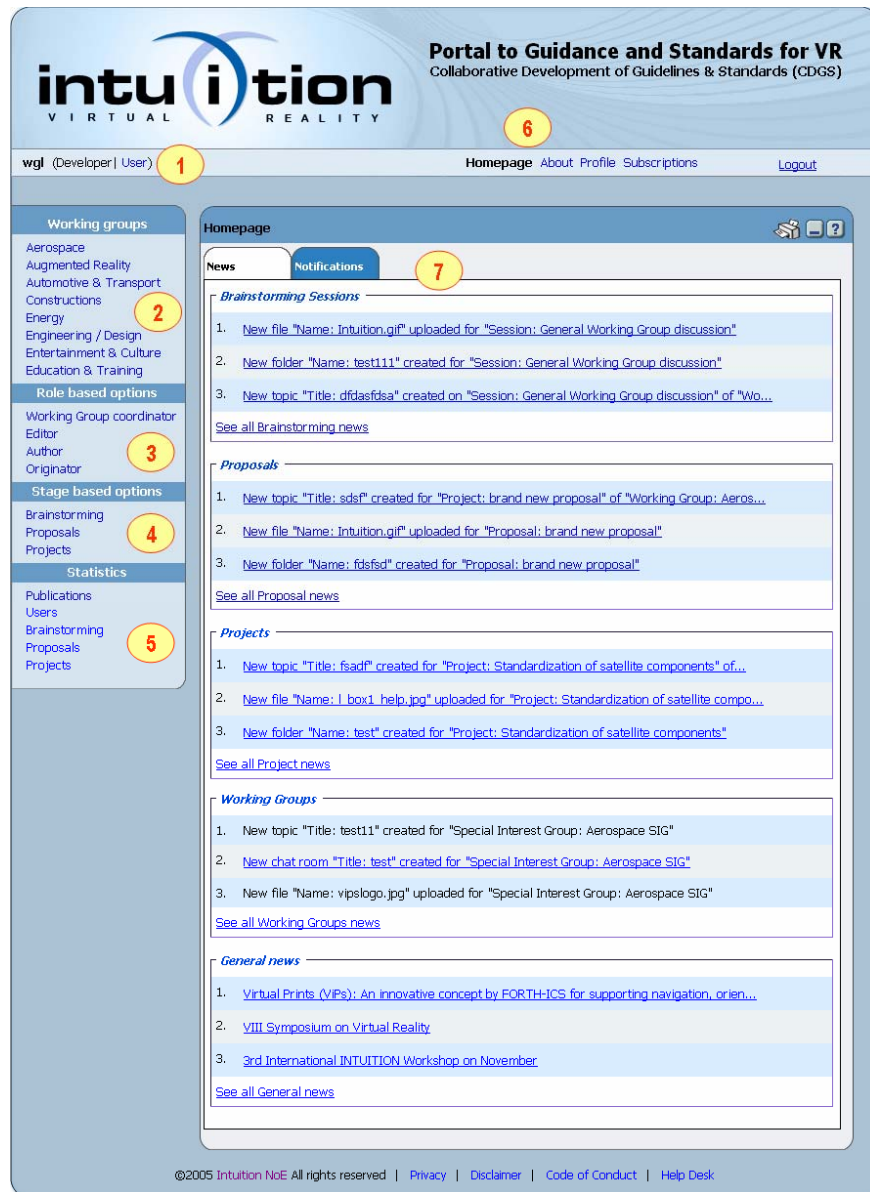 intuition
VIRTUAL REALITY
Portal to Guidance and Standards for VR
Collaborative Development of Guidelines & Standards (CDGS)
6
wgl (Developer| User)
1
Homepage About Profile Subscriptions
Logout
Working groups
Aerospace
Augmented Reality
Automotive & Transport
Constructions
2
Energy
Engineering / Design
Entertainment & Culture
Education & Training
Role based options
Working Group coordinator
Editor
Author
3
Originator
Stage based options
Brainstorming
Proposals
4
Projects
Statistics
Publications
Users
Brainstorming
5
Proposals
Projects
Homepage
?
News
Notifications
7
Brainstorming Sessions
1. New file "Name: Intuition.gif" uploaded for "Session: General Working Group discussion"
2. New folder "Name: test111" created for "Session: General Working Group discussion"
3. New topic "Title: dfdasfdsa" created on "Session: General Working Group discussion" of "Wo...
See all Brainstorming news
Proposals
1. New topic "Title: sdsf" created for "Project: brand new proposal" of "Working Group: Aeros...
2. New file "Name: Intuition.gif" uploaded for "Proposal: brand new proposal"
3. New folder "Name: fdsfsd" created for "Proposal: brand new proposal"
See all Proposal news
Projects
1. New topic "Title: fsadf" created for "Project: Standardization of satellite components" of...
2. New file "Name: l_box1_help.jpg" uploaded for "Project: Standardization of satellite compo...
3. New folder "Name: test" created for "Project: Standardization of satellite components"
See all Project news
Working Groups
1. New topic "Title: test11" created for "Special Interest Group: Aerospace SIG"
2. New chat room "Title: test" created for "Special Interest Group: Aerospace SIG"
3. New file "Name: vipslogo.jpg" uploaded for "Special Interest Group: Aerospace SIG"
See all Working Groups news
General news
1. Virtual Prints (ViPs): An innovative concept by FORTH-ICS for supporting navigation, orien...
2. VIII Symposium on Virtual Reality
3. 3rd International INTUITION Workshop on November
See all General news
©2005 Intuition NoE All rights reserved | Privacy | Disclaimer | Code of Conduct | Help Desk